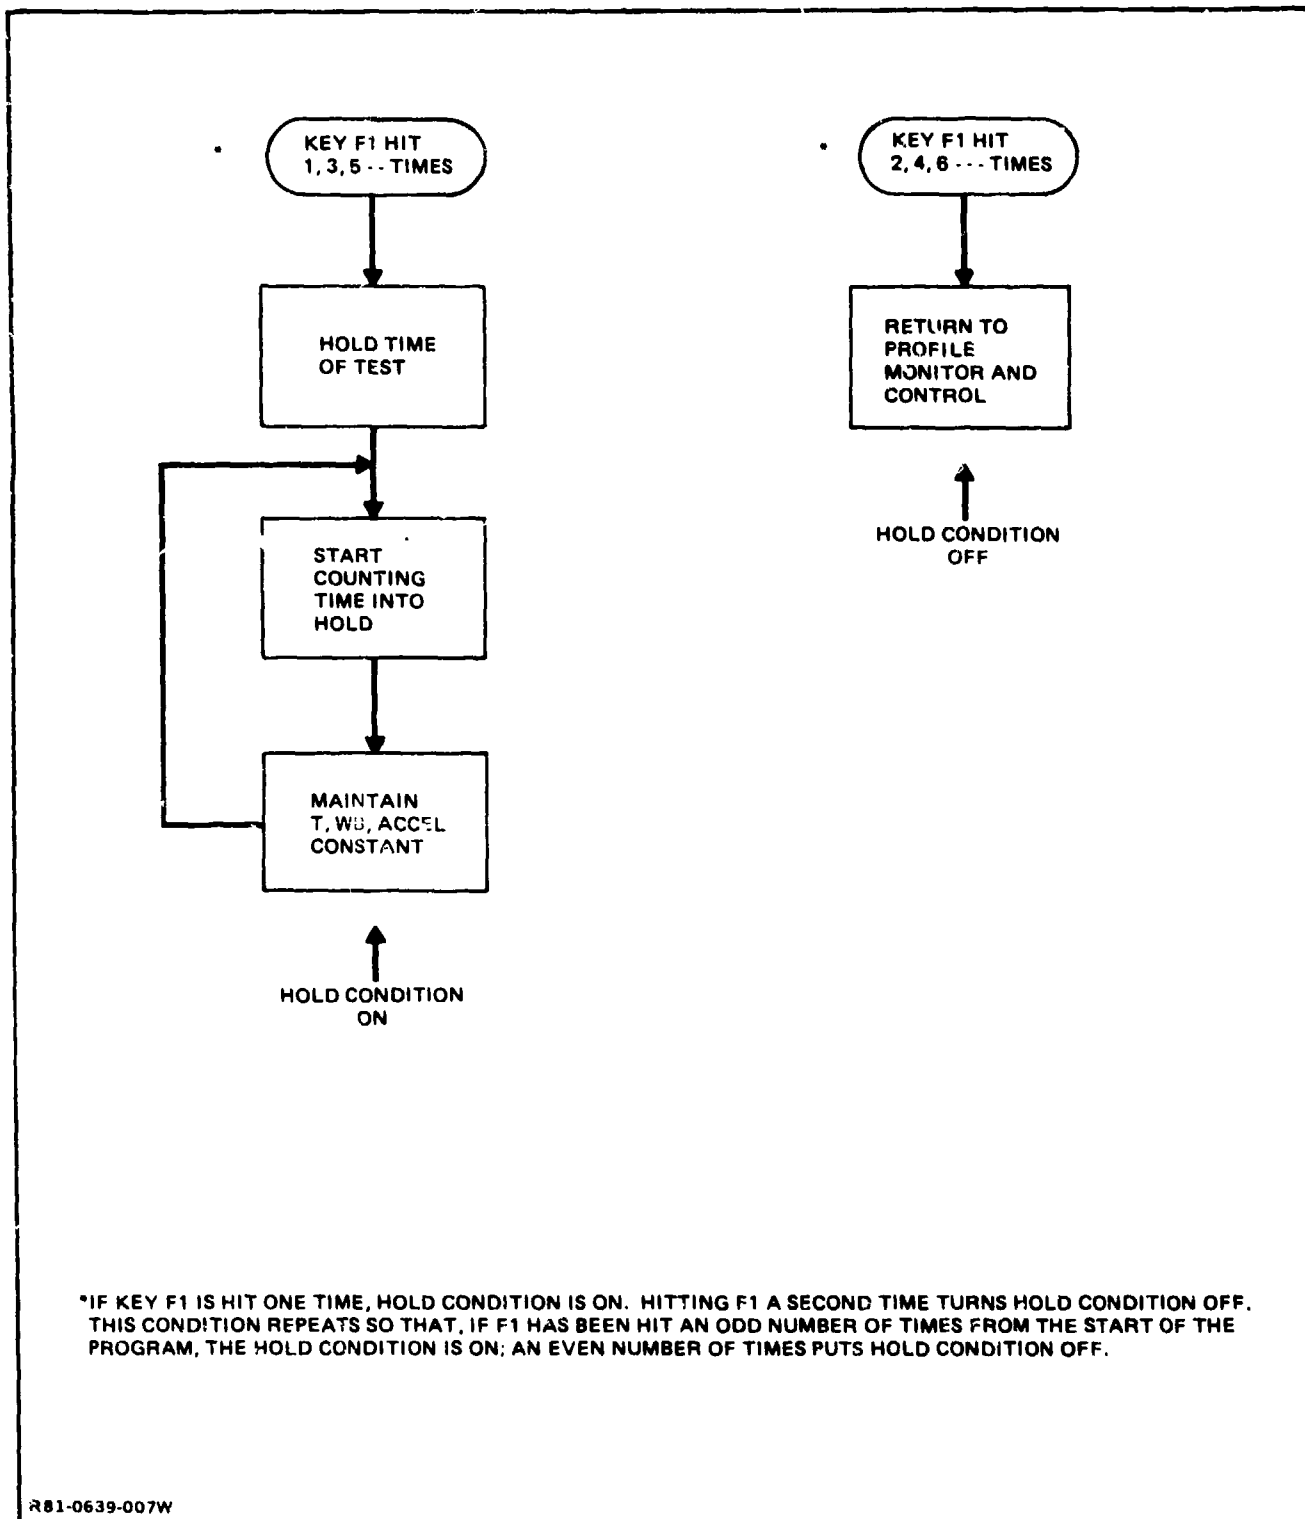 * KEY F1 HIT
1, 3, 5 -- TIMES
HOLD TIME
OF TEST
START
COUNTING
TIME INTO
HOLD
MAINTAIN
T, WB, ACCEL
CONSTANT
HOLD CONDITION
ON
* KEY F1 HIT
2, 4, 6 --- TIMES
RETURN TO
PROFILE
MONITOR AND
CONTROL
HOLD CONDITION
OFF
*IF KEY F1 IS HIT ONE TIME, HOLD CONDITION IS ON. HITTING F1 A SECOND TIME TURNS HOLD CONDITION OFF.
THIS CONDITION REPEATS SO THAT, IF F1 HAS BEEN HIT AN ODD NUMBER OF TIMES FROM THE START OF THE
PROGRAM, THE HOLD CONDITION IS ON; AN EVEN NUMBER OF TIMES PUTS HOLD CONDITION OFF.
R81-0639-007W